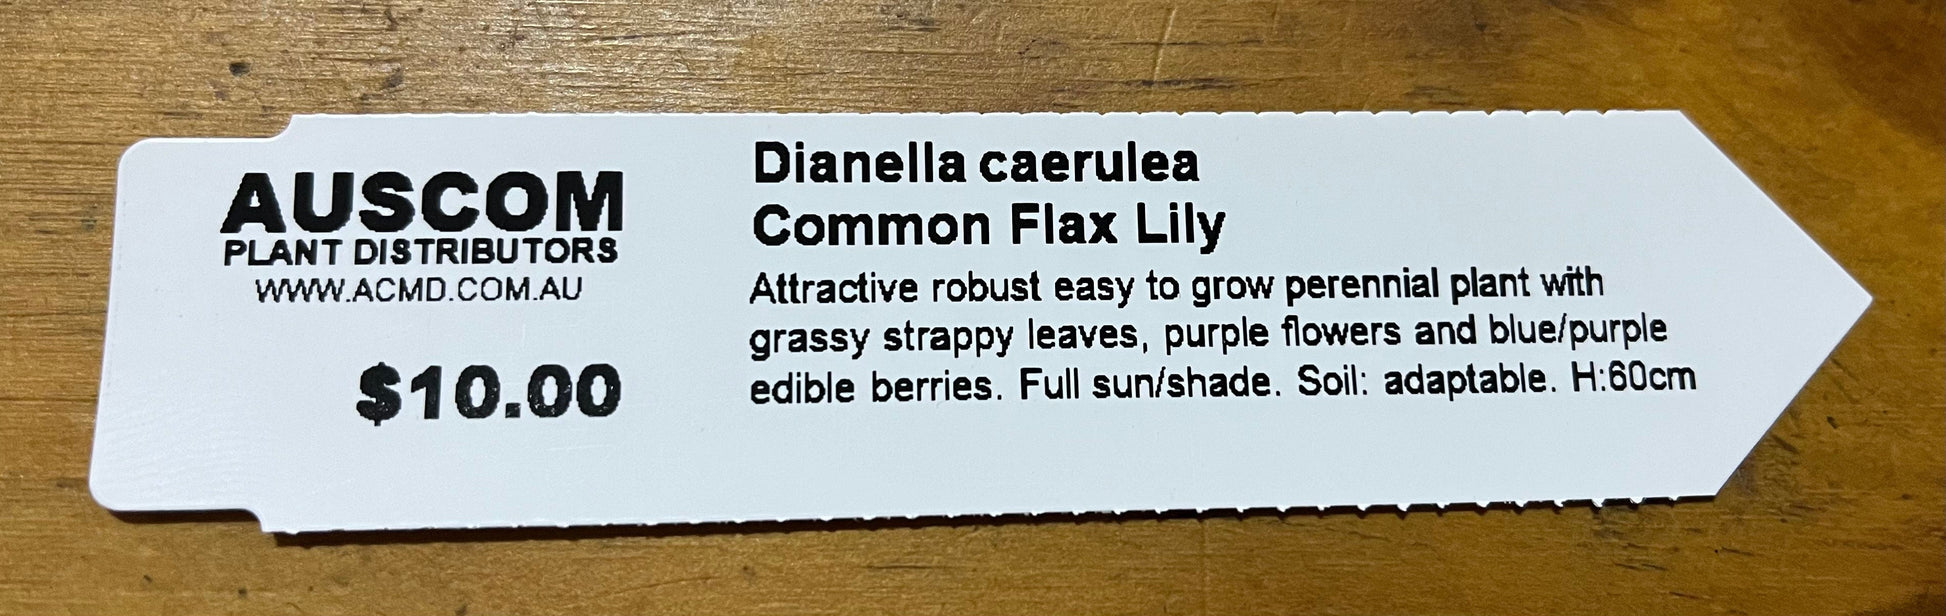 AUSCOM
PLANT DISTRIBUTORS
WWW.ACMD.COM.AU
$10.00
Dianella caerulea
Common Flax Lily
Attractive robust easy to grow perennial plant with
grassy strappy leaves, purple flowers and blue/purple
edible berries. Full sun/shade. Soil: adaptable. H:60cm